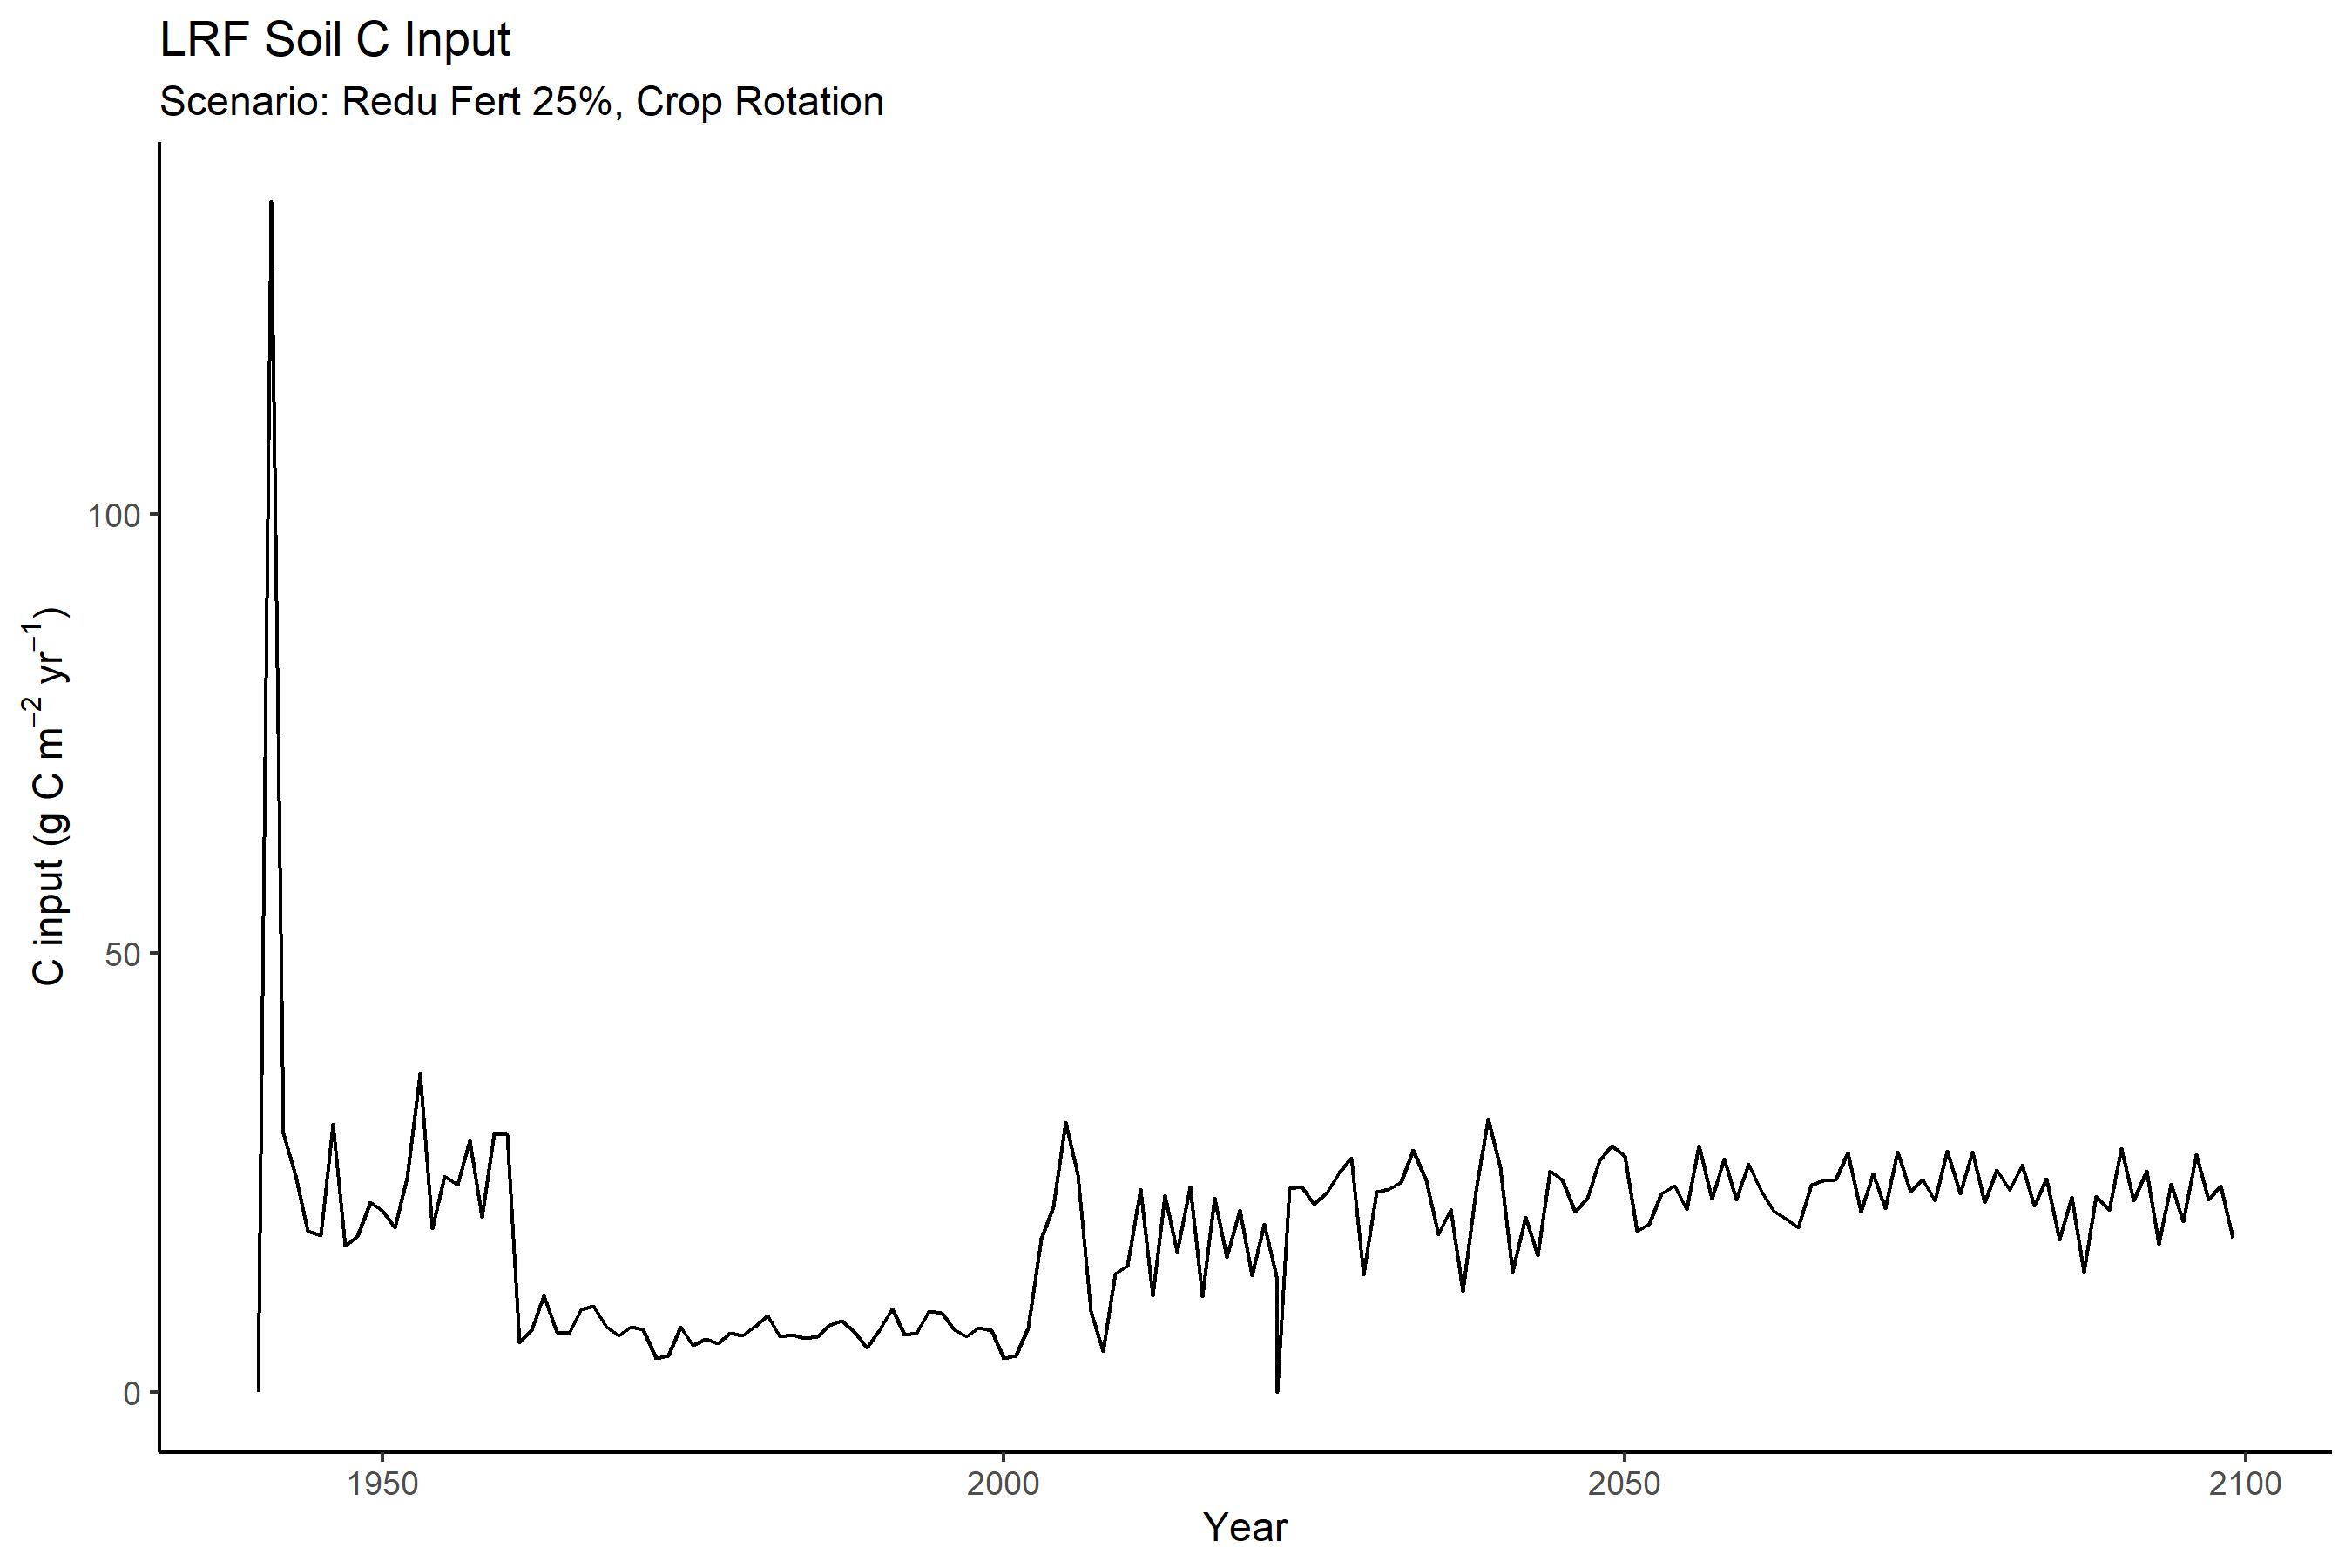 LRF Soil C Input
Scenario: Redu Fert 25%, Crop Rotation
C input (g C m⁻² yr⁻¹)
100
50
0
1950 2000 2050 2100
Year